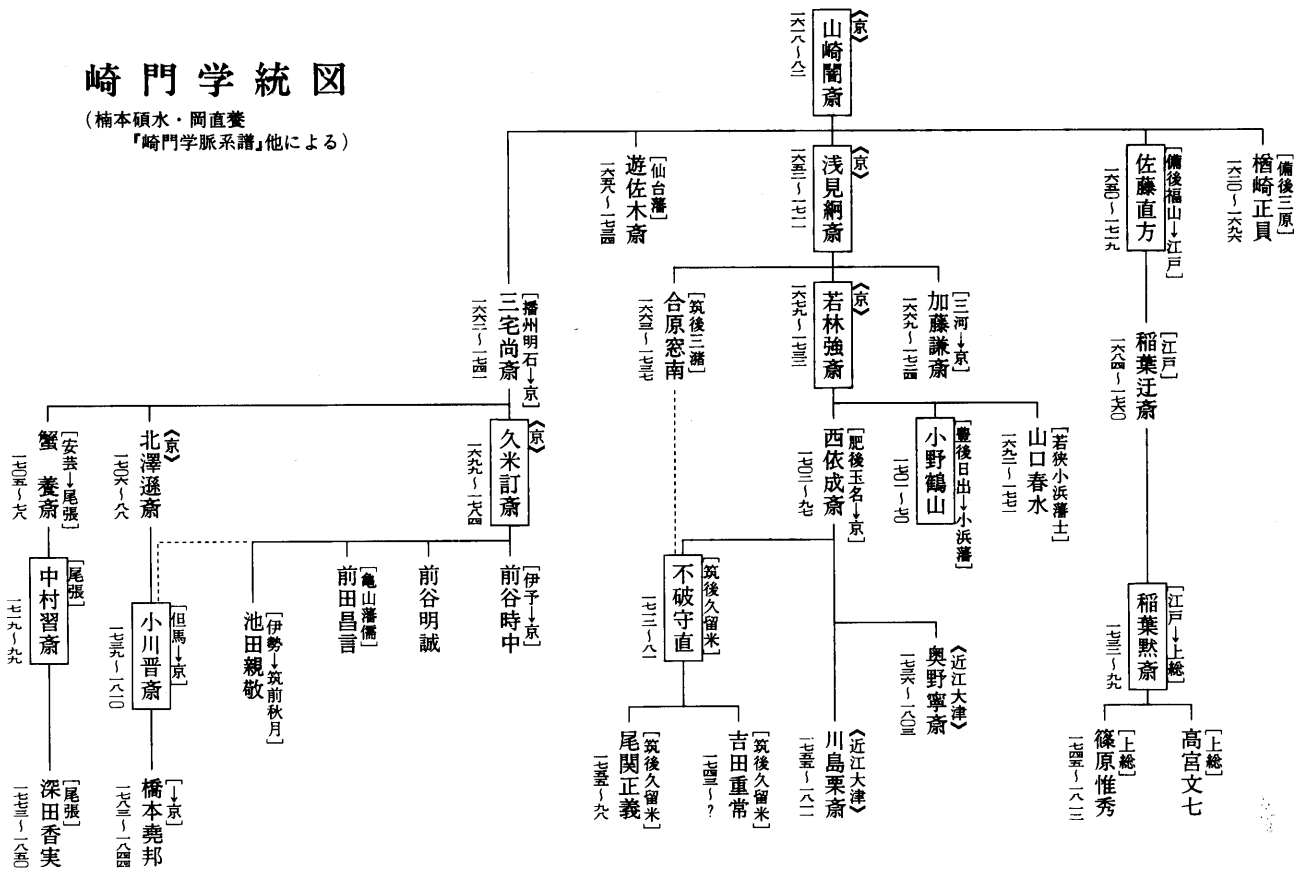 崎門学統図
(楠本碩水・岡直養
『崎門学脈系譜』他による)
《京》
山崎闇斎
一六一八〜八二
[備後三原]
楢崎正員
一六二〇〜一六九六
[備後福山→江戸]
佐藤直方
一六五〇〜一七一九
《京》
浅見絅斎
一六五二〜一七一一
[仙台藩]
遊佐木斎
一六五八〜一七三四
[播州明石→京]
三宅尚斎
一六六二〜一七四一
[江戸]
稲葉迂斎
一六八四〜一七六〇
[三河→京]
加藤謙斎
一六六九〜一七二四
《京》
若林強斎
一六七九〜一七三二
[筑後三潴]
合原窓南
一六六三〜一七三七
[若狭小浜藩士]
山口春水
一六九二〜一七七一
[豊後日出→小浜藩]
小野鶴山
一七〇一〜七〇
[肥後玉名→京]
西依成斎
一七〇二〜九七
《京》
久米訂斎
一六九九〜一七八四
《京》
北澤遜斎
一七〇六〜八八
[安芸→尾張]
蟹 養斎
一七〇五〜七八
[江戸→上総]
稲葉黙斎
一七三二〜九九
[筑後久留米]
不破守直
一七一三〜八一
《近江大津》
奥野寧斎
一七三六〜一八〇三
[伊予→京]
前谷時中
前谷明誠
[亀山藩儒]
前田昌言
[伊勢→筑前秋月]
池田親敬
[但馬→京]
小川晋斎
一七三九〜一八一〇
[尾張]
中村習斎
一七一九〜九九
[上総]
高宮文七
[上総]
篠原惟秀
一七四五〜一八一三
《近江大津》
川島栗斎
一七五五〜一八一一
[筑後久留米]
吉田重常
一七四三〜?
[筑後久留米]
尾関正義
一七五五〜九八
[→京]
橋本堯邦
一七八三〜一八四四
[尾張]
深田香実
一七七三〜一八五〇